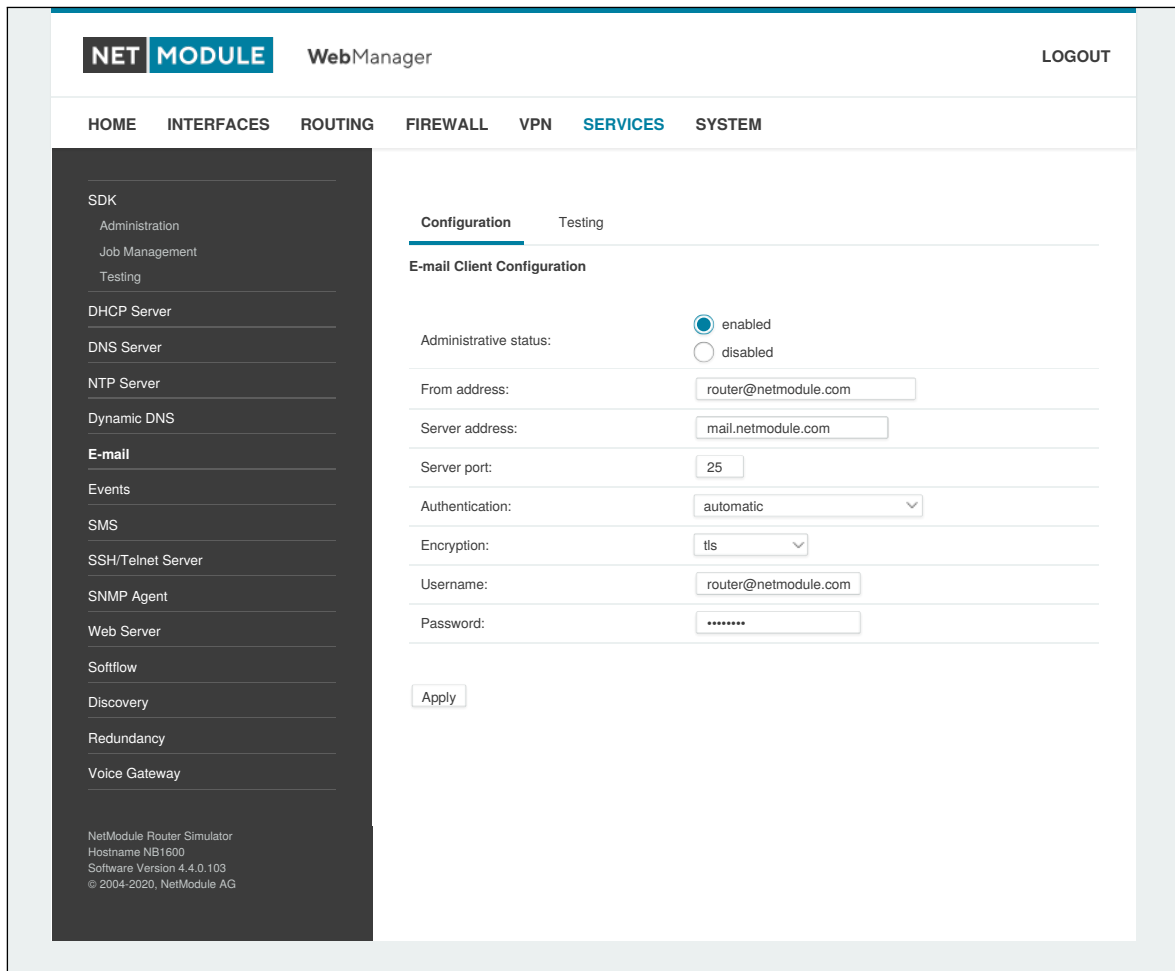 NET MODULE WebManager LOGOUT
HOME INTERFACES ROUTING FIREWALL VPN SERVICES SYSTEM
SDK
Administration
Job Management
Testing
DHCP Server
DNS Server
NTP Server
Dynamic DNS
E-mail
Events
SMS
SSH/Telnet Server
SNMP Agent
Web Server
Softflow
Discovery
Redundancy
Voice Gateway
NetModule Router Simulator
Hostname NB1600
Software Version 4.4.0.103
© 2004-2020, NetModule AG
Configuration Testing
E-mail Client Configuration
Administrative status: enabled
disabled
From address: router@netmodule.com
Server address: mail.netmodule.com
Server port: 25
Authentication: automatic
Encryption: tls
Username: router@netmodule.com
Password: ••••••••
Apply